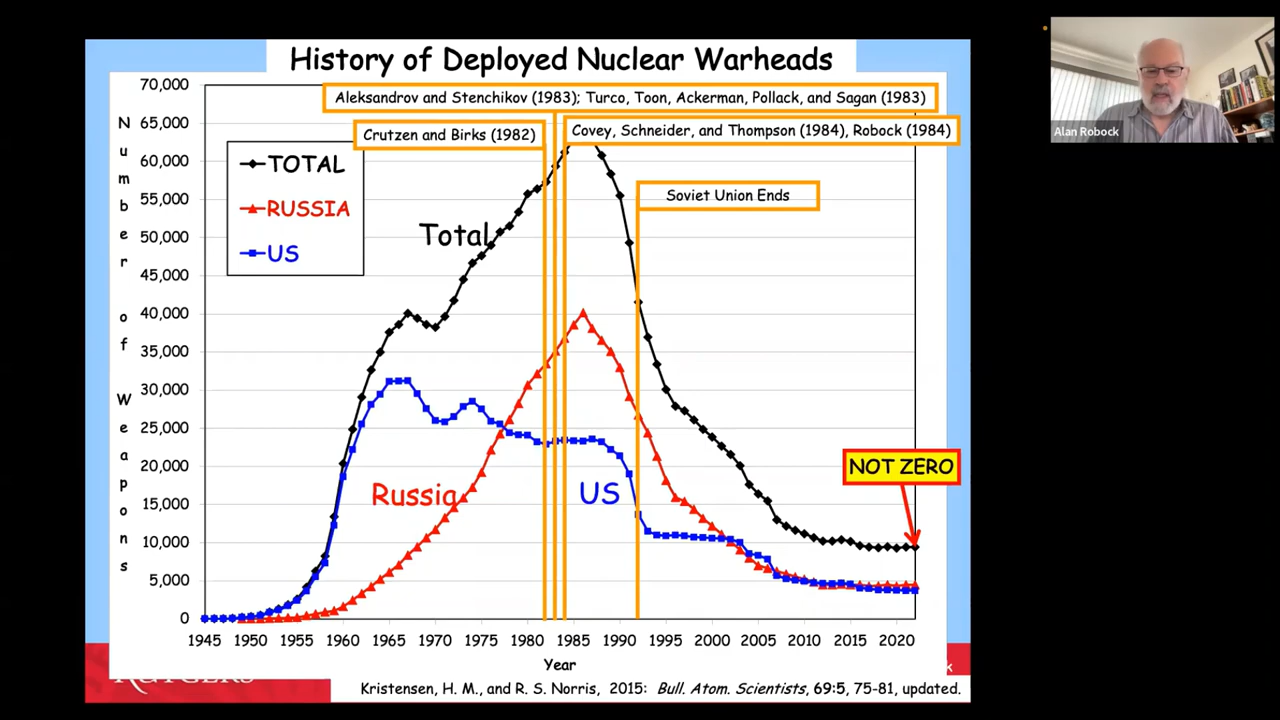 History of Deployed Nuclear Warheads
Alan Robock
Number of Weapons
70,000
65,000
60,000
55,000
50,000
45,000
40,000
35,000
30,000
25,000
20,000
15,000
10,000
5,000
0
Aleksandrov and Stenchikov (1983); Turco, Toon, Ackerman, Pollack, and Sagan (1983)
Crutzen and Birks (1982)
Covey, Schneider, and Thompson (1984), Robock (1984)
TOTAL
RUSSIA
US
Soviet Union Ends
Total
NOT ZERO
Russia
US
1945 1950 1955 1960 1965 1970 1975 1980 1985 1990 1995 2000 2005 2010 2015 2020
Year
Kristensen, H. M., and R. S. Norris, 2015: Bull. Atom. Scientists, 69:5, 75-81, updated.